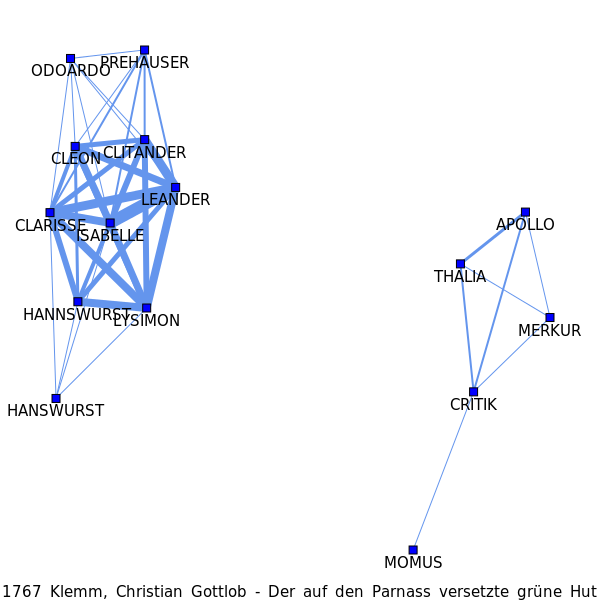 PREHAUSER
ODOARDO
CLITANDER
CLEON
LEANDER
CLARISSE
APOLLO
ISABELLE
THALIA
HANNSWURST
LYSIMON
MERKUR
CRITIK
HANSWURST
MOMUS
1767 Klemm, Christian Gottlob - Der auf den Parnass versetzte grüne Hut